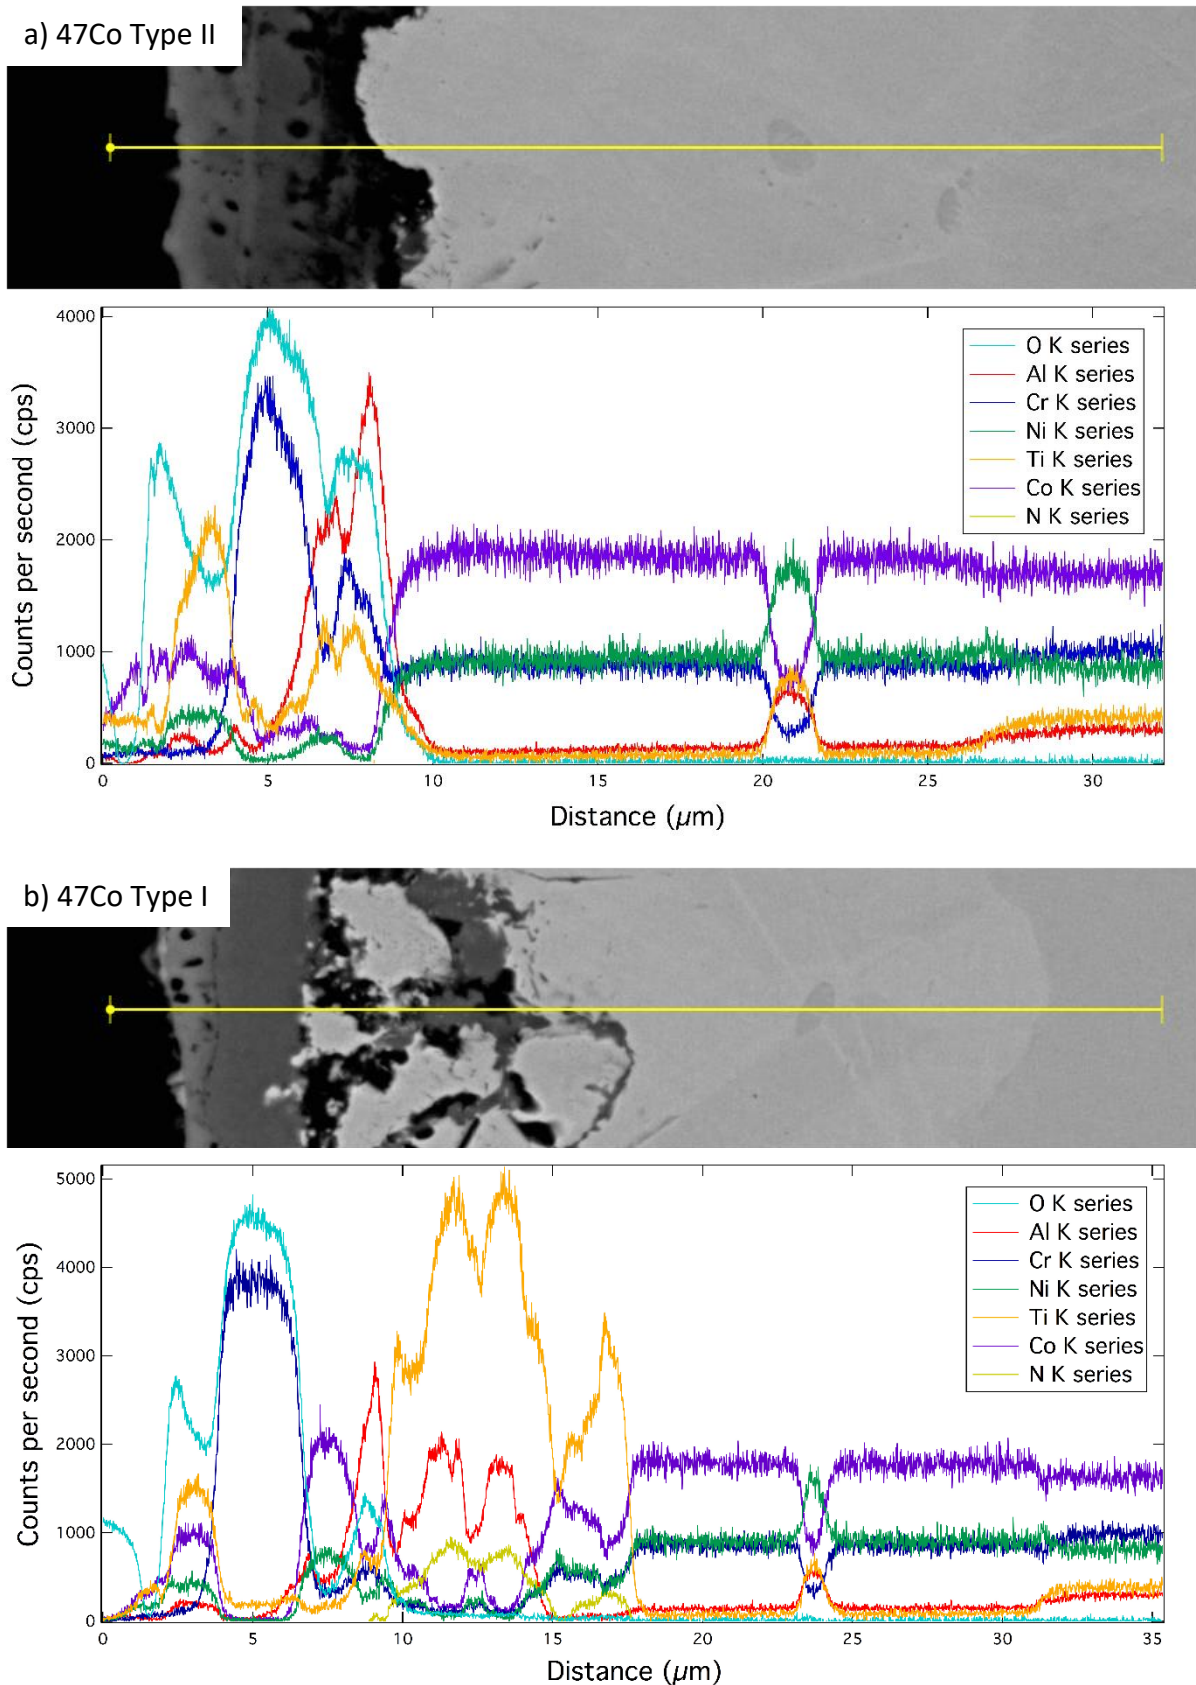 a) 47Co Type II
4000
3000
2000
1000
0
Counts per second (cps)
O K series
Al K series
Cr K series
Ni K series
Ti K series
Co K series
N K series
0 5 10 15 20 25 30
Distance (μm)
b) 47Co Type I
5000
4000
3000
2000
1000
0
Counts per second (cps)
O K series
Al K series
Cr K series
Ni K series
Ti K series
Co K series
N K series
0 5 10 15 20 25 30 35
Distance (μm)